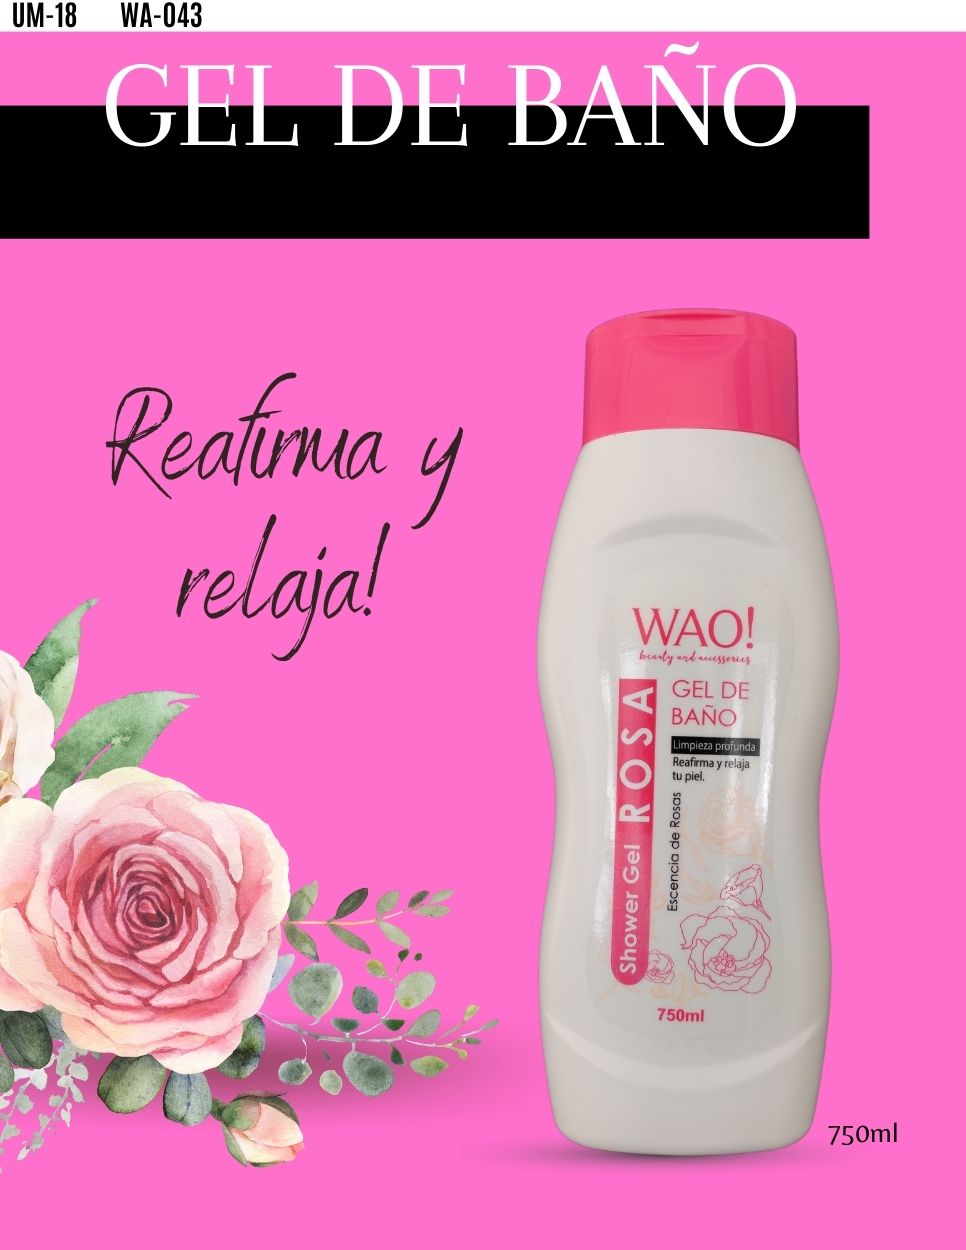 UM-18 WA-043
GEL DE BAÑO
Reafirma y
relaja!
WAO!
beauty and accessories
Shower Gel ROSA
GEL DE
BAÑO
Limpieza profunda
Reafirma y relaja
tu piel.
Escencia de Rosas
750ml
750ml